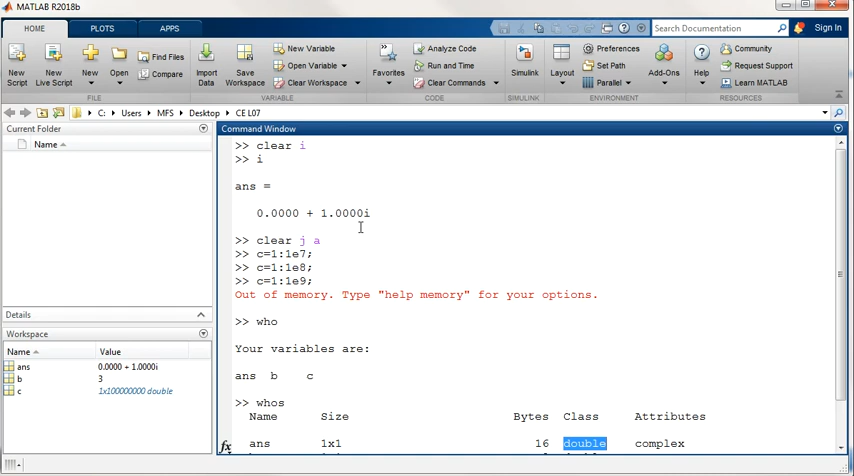 MATLAB R2018b
HOME
PLOTS
APPS
Search Documentation
Sign In
New Script
New Live Script
New
Open
Find Files
Compare
Import Data
Save Workspace
New Variable
Open Variable
Clear Workspace
Favorites
Analyze Code
Run and Time
Clear Commands
Simulink
Layout
Preferences
Set Path
Parallel
Add-Ons
Help
Community
Request Support
Learn MATLAB
FILE
VARIABLE
CODE
SIMULINK
ENVIRONMENT
RESOURCES
C: Users MFS Desktop CE L07
Current Folder
Name
Details
Workspace
Name Value
ans 0.0000 + 1.0000i
b 3
c 1x100000000 double
Command Window
>> clear i
>> i
ans =
0.0000 + 1.0000i
>> clear j a
>> c=1:1e7;
>> c=1:1e8;
>> c=1:1e9;
Out of memory. Type "help memory" for your options.
>> who
Your variables are:
ans b c
>> whos
Name Size Bytes Class Attributes
ans 1x1 16 double complex
fx